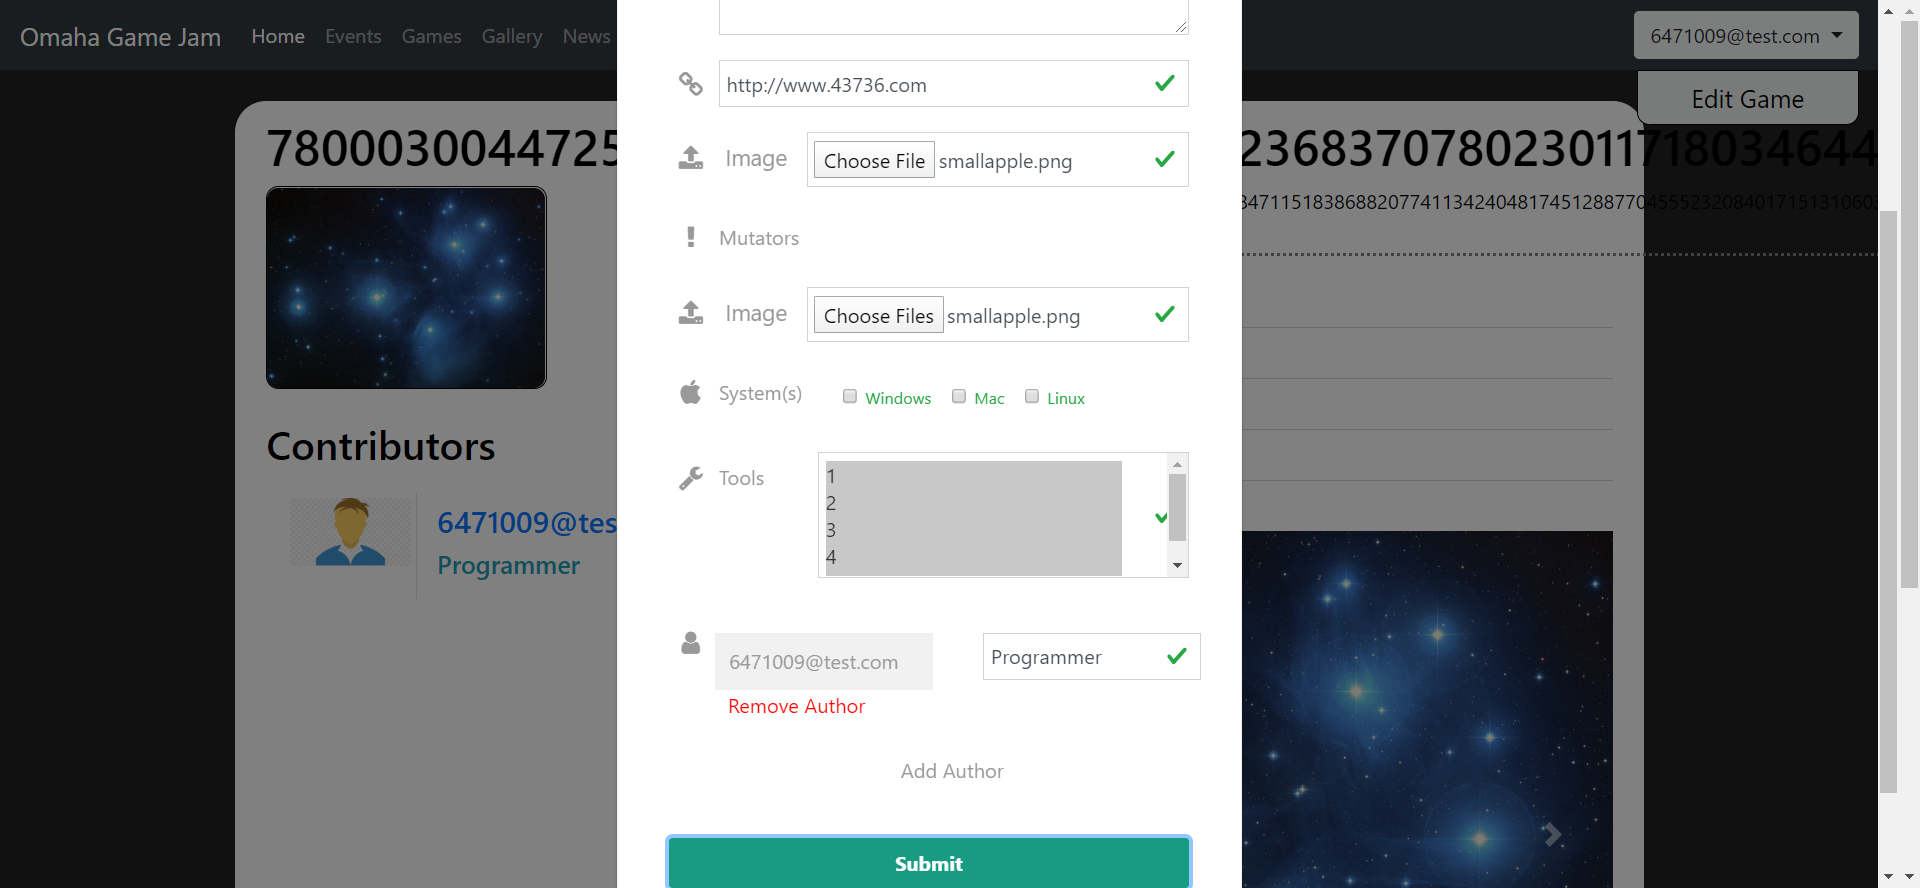 Omaha Game Jam Home Events Games Gallery News
6471009@test.com
Edit Game
7800030044725
236837078023011718034644
847115183868820774113424048174512887704555232084017151310603
http://www.43736.com
Image Choose File smallapple.png
Mutators
Image Choose Files smallapple.png
System(s) Windows Mac Linux
Contributors
Tools
1
2
3
4
6471009@tes
Programmer
6471009@test.com Programmer
Remove Author
Add Author
Submit